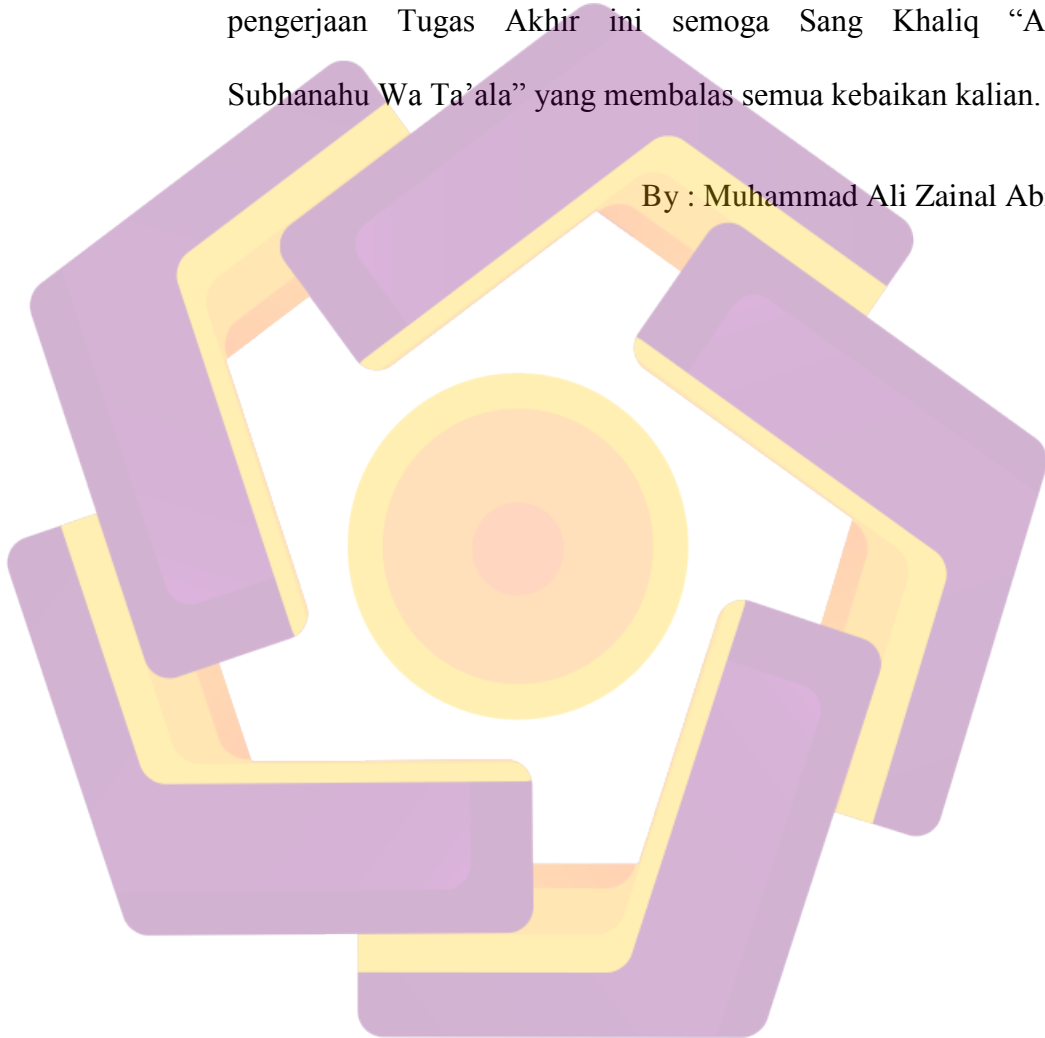 pengerjaan Tugas Akhir ini semoga Sang Khaliq “A
Subhanahu Wa Ta’ala” yang membalas semua kebaikan kalian.
By : Muhammad Ali Zainal Ab